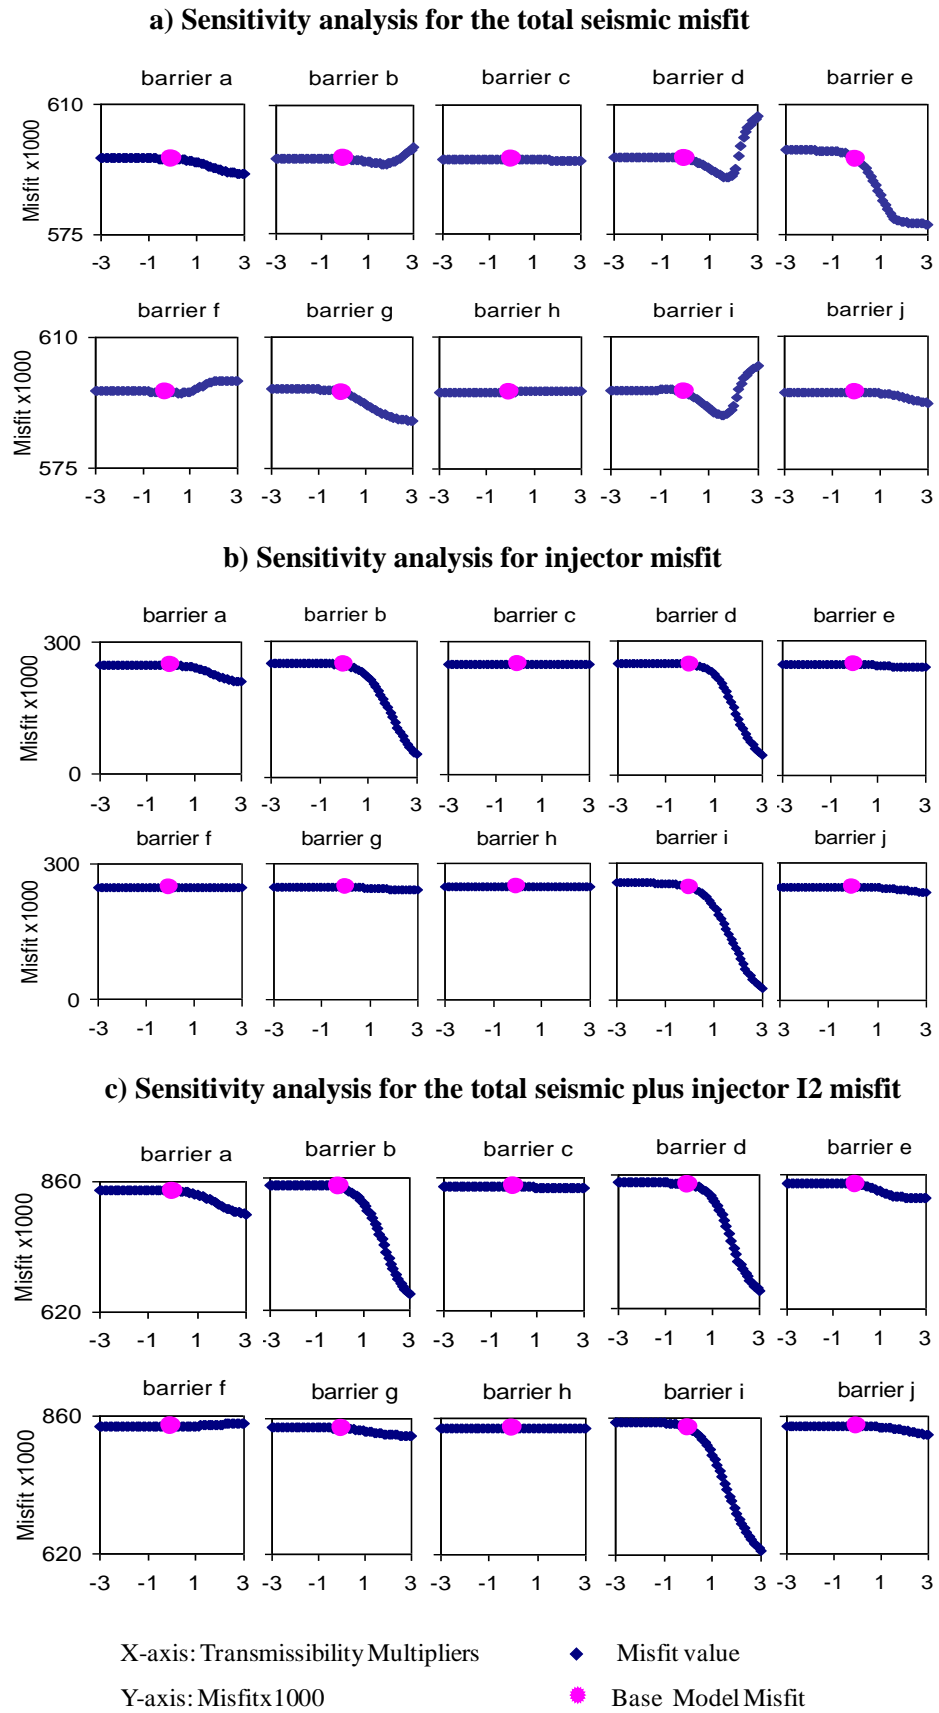 a) Sensitivity analysis for the total seismic misfit
barrier a barrier b barrier c barrier d barrier e
610
Misfit x1000
575
-3 -1 1 3 -3 -1 1 3 -3 -1 1 3 -3 -1 1 3 -3 -1 1 3
barrier f barrier g barrier h barrier i barrier j
610
Misfit x1000
575
-3 -1 1 3 -3 -1 1 3 -3 -1 1 3 -3 -1 1 3 -3 -1 1 3
b) Sensitivity analysis for injector misfit
barrier a barrier b barrier c barrier d barrier e
300
Misfit x1000
0
-3 -1 1 3 -3 -1 1 3 -3 -1 1 3 -3 -1 1 3 -3 -1 1 3
barrier f barrier g barrier h barrier i barrier j
300
Misfit x1000
0
-3 -1 1 3 -3 -1 1 3 -3 -1 1 3 -3 -1 1 3 -3 -1 1 3
c) Sensitivity analysis for the total seismic plus injector I2 misfit
barrier a barrier b barrier c barrier d barrier e
860
Misfit x1000
620
-3 -1 1 3 -3 -1 1 3 -3 -1 1 3 -3 -1 1 3 -3 -1 1 3
barrier f barrier g barrier h barrier i barrier j
860
Misfit x1000
620
-3 -1 1 3 -3 -1 1 3 -3 -1 1 3 -3 -1 1 3 -3 -1 1 3
X-axis: Transmissibility Multipliers Misfit value
Y-axis: Misfitx1000 Base Model Misfit